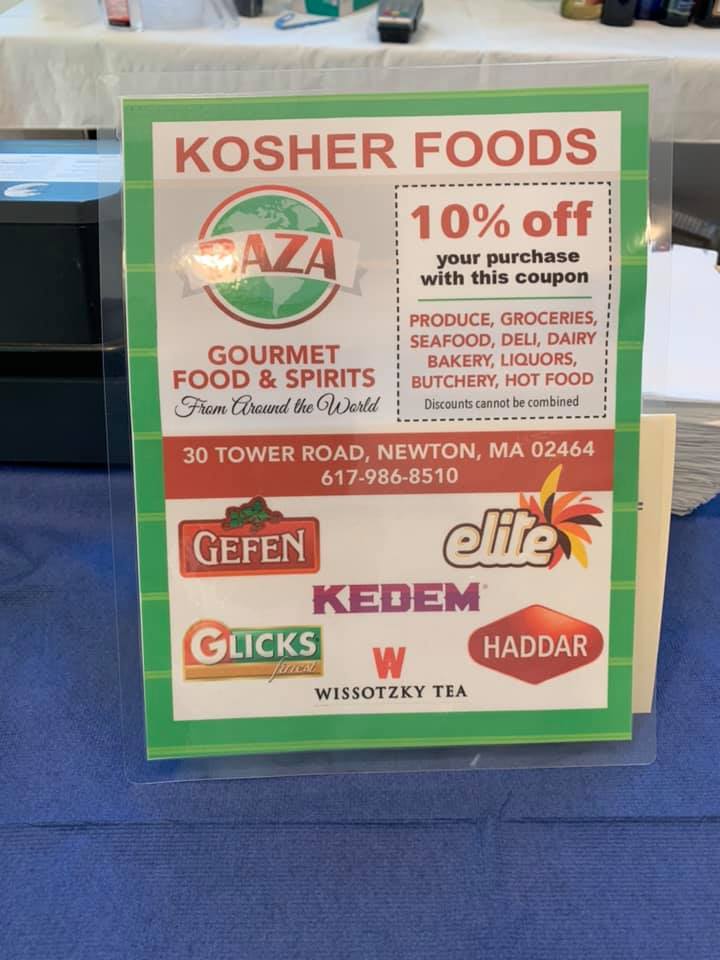 KOSHER FOODS
GOURMET
FOOD & SPIRITS
From Around the World
10% off
your purchase
with this coupon
PRODUCE, GROCERIES,
SEAFOOD, DELI, DAIRY
BAKERY, LIQUORS,
BUTCHERY, HOT FOOD
Discounts cannot be combined
30 TOWER ROAD, NEWTON, MA 02464
617-986-8510
GEFEN
elite
KEDEM
GLICKS
finest
HADDAR
W
WISSOTZKY TEA